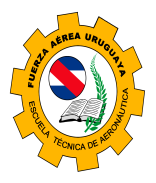 FUERZA AÉREA URUGUAYA
ESCUELA TÉCNICA DE AERONÁUTICA